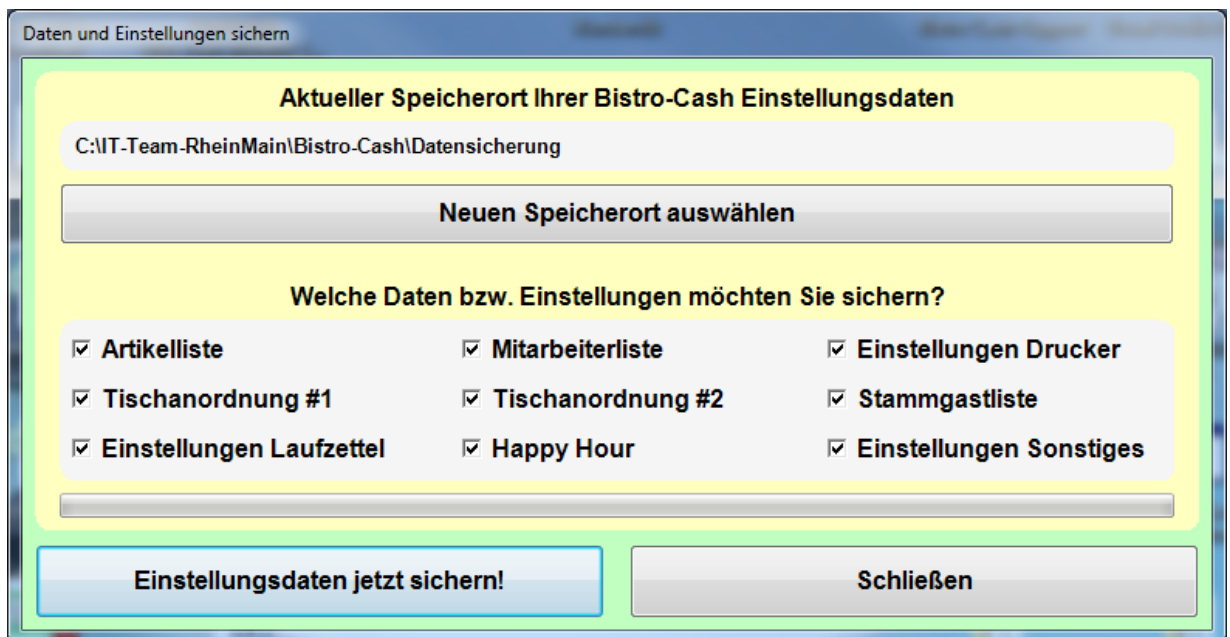 Daten und Einstellungen sichern
Aktueller Speicherort Ihrer Bistro-Cash Einstellungsdaten
C:\IT-Team-RheinMain\Bistro-Cash\Datensicherung
Neuen Speicherort auswählen
Welche Daten bzw. Einstellungen möchten Sie sichern?
Artikelliste Mitarbeiterliste Einstellungen Drucker
Tischanordnung #1 Tischanordnung #2 Stammgastliste
Einstellungen Laufzettel Happy Hour Einstellungen Sonstiges
Einstellungsdaten jetzt sichern! Schließen